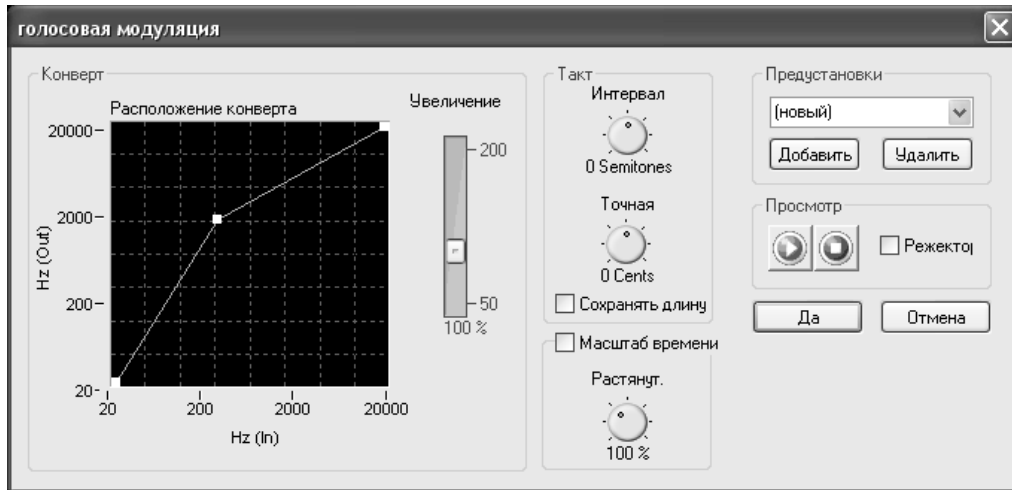 голосовая модуляция
Конверт
Расположение конверта
Увеличение
20000
2000
200
20
Hz (Out)
20 200 2000 20000
Hz (In)
200
50
100 %
Такт
Интервал
0 Semitones
Точная
0 Cents
Сохранять длину
Масштаб времени
Растянут.
100 %
Предустановки
(новый)
Добавить Удалить
Просмотр
Режектор
Да Отмена